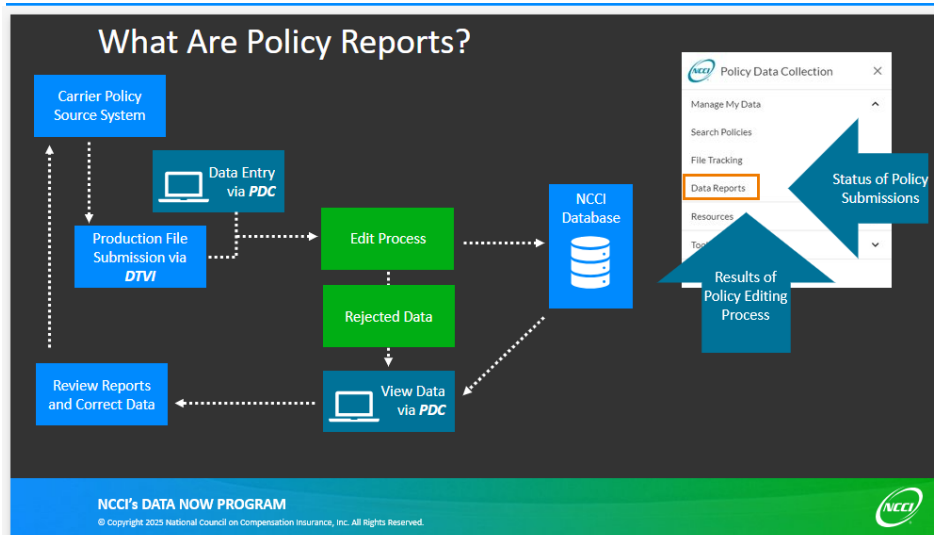 What Are Policy Reports?
Carrier Policy
Source System
Data Entry
via PDC
Production File
Submission via
DTVI
Edit Process
Rejected Data
NCCI
Database
View Data
via PDC
Review Reports
and Correct Data
NCCI
Policy Data Collection
Manage My Data
Search Policies
File Tracking
Data Reports
Resources
Status of Policy
Submissions
Results of
Policy Editing
Process
NCCI's DATA NOW PROGRAM
© Copyright 2025 National Council on Compensation Insurance, Inc. All Rights Reserved.
NCCI